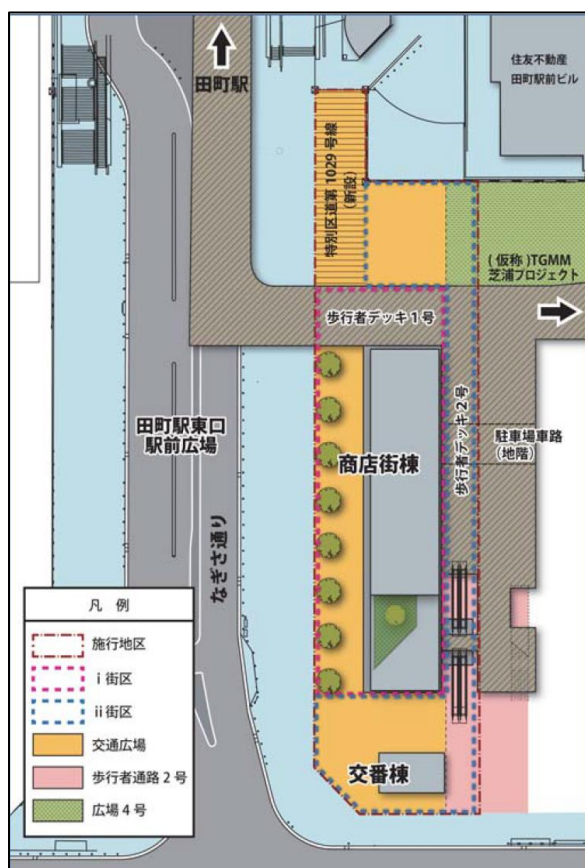 田町駅
住友不動産
田町駅前ビル
特別区道第1029号線
(新設)
(仮称)TGMM
芝浦プロジェクト
歩行者デッキ1号
田町駅東口
駅前広場
商店街棟
歩行者デッキ2号
駐車場車路
(地階)
なぎさ通り
交番棟
凡 例
施行地区
i街区
ii街区
交通広場
歩行者通路2号
広場4号